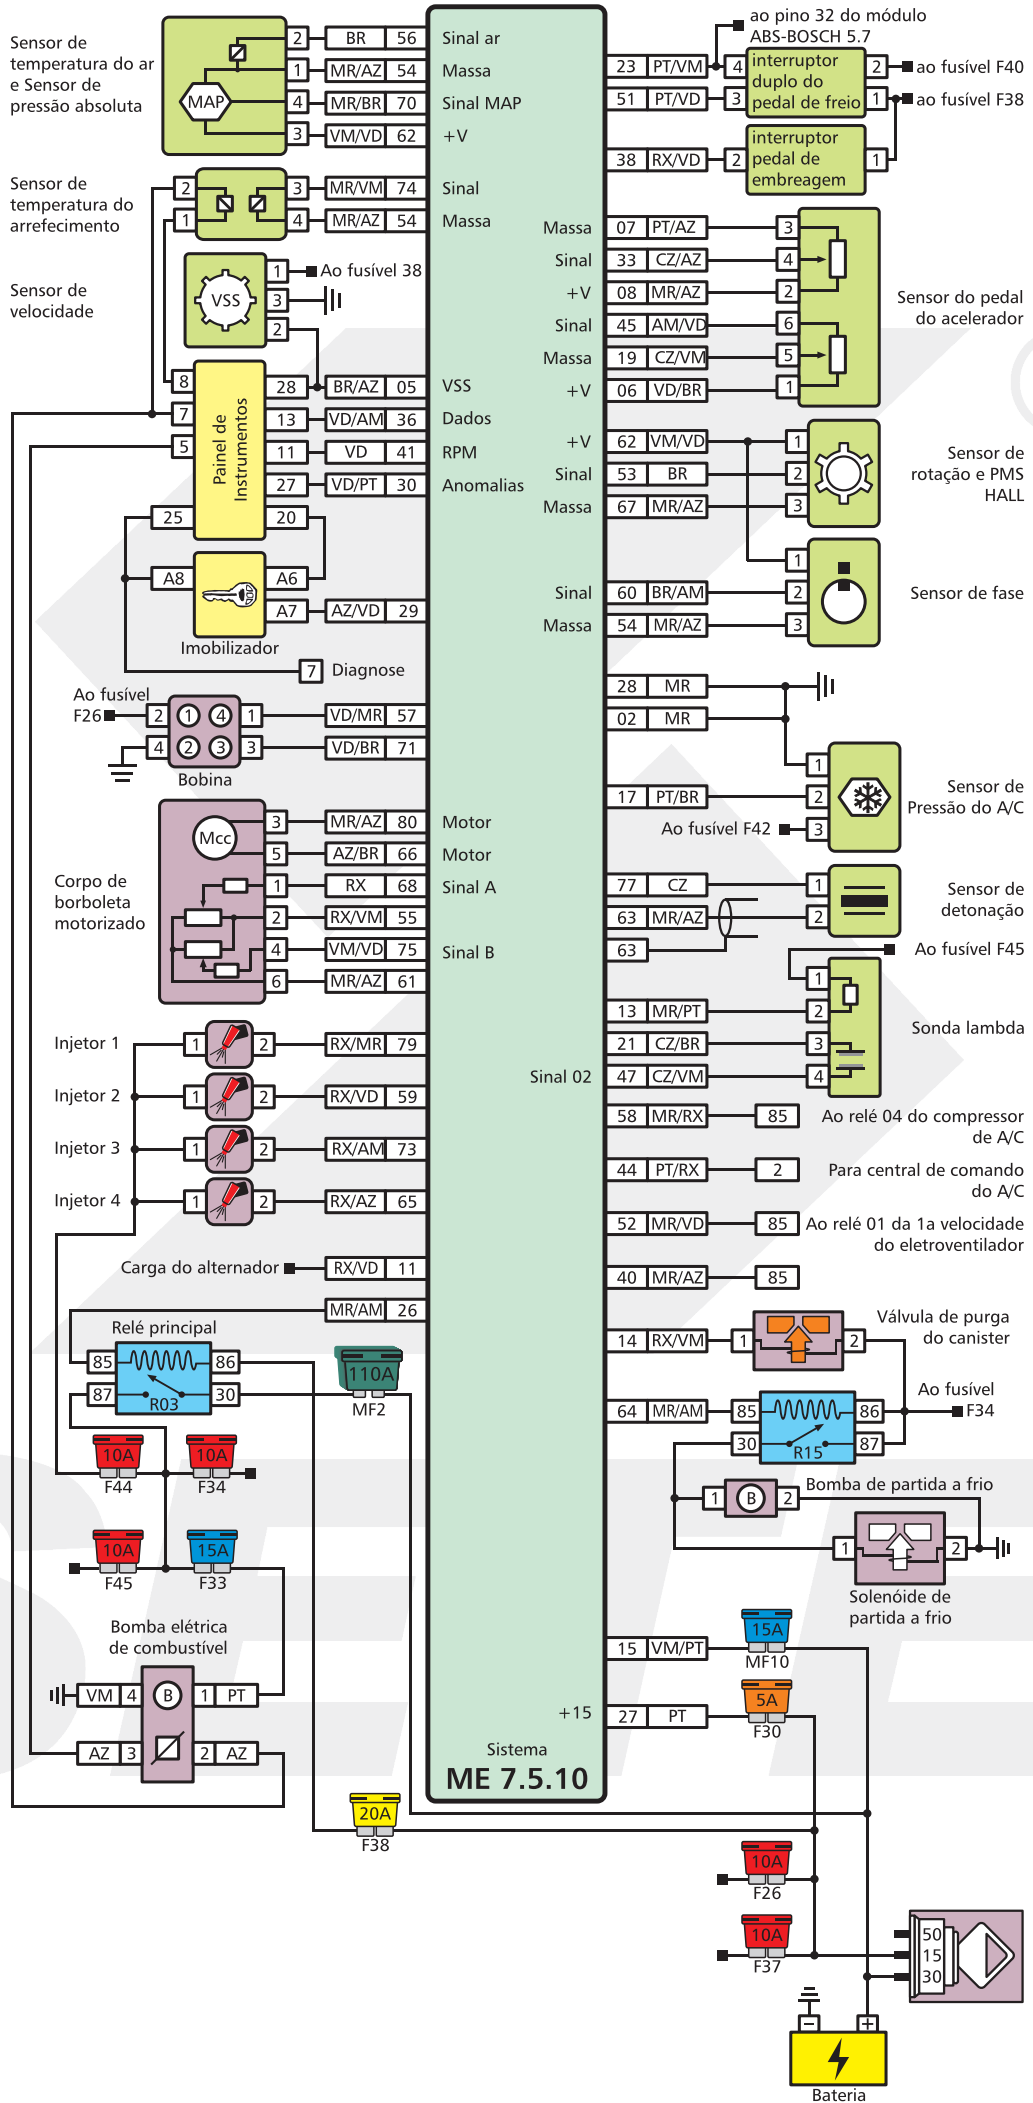 Sensor de
temperatura do ar
e Sensor de
pressão absoluta
MAP
2 BR 56 Sinal ar
1 MR/AZ 54 Massa
4 MR/BR 70 Sinal MAP
3 VM/VD 62 +V
Sensor de
temperatura do
arrefecimento
2 3 MR/VM 74 Sinal
1 4 MR/AZ 54 Massa
Sensor de
velocidade
VSS
1 Ao fusível 38
3
2
Painel de
Instrumentos
8 28 BR/AZ 05 VSS
7 13 VD/AM 36 Dados
5 11 VD 41 RPM
27 VD/PT 30 Anomalias
25 20
A8 A6
A7 AZ/VD 29
Imobilizador
7 Diagnose
Ao fusível
F26 2 1 4 1 VD/MR 57
4 2 3 3 VD/BR 71
Bobina
Corpo de
borboleta
motorizado
Mcc
3 MR/AZ 80 Motor
5 AZ/BR 66 Motor
1 RX 68 Sinal A
2 RX/VM 55
4 VM/VD 75 Sinal B
6 MR/AZ 61
Injetor 1 1 2 RX/MR 79
Injetor 2 1 2 RX/VD 59
Injetor 3 1 2 RX/AM 73
Injetor 4 1 2 RX/AZ 65
Carga do alternador RX/VD 11
MR/AM 26
Relé principal
85 86
87 30
R03
110A
MF2
10A
F44
10A
F34
10A
F45
15A
F33
Bomba elétrica
de combustível
VM 4 B 1 PT
AZ 3 2 AZ
20A
F38
Sistema
ME 7.5.10
ao pino 32 do módulo
ABS-BOSCH 5.7
23 PT/VM 4 interruptor
duplo do
pedal de freio 2 ao fusível F40
51 PT/VD 3 1 ao fusível F38
38 RX/VD 2 interruptor
pedal de
embreagem 1
Massa 07 PT/AZ 3
Sinal 33 CZ/AZ 4
+V 08 MR/AZ 2
Sinal 45 AM/VD 6
Massa 19 CZ/VM 5
+V 06 VD/BR 1
Sensor do pedal
do acelerador
+V 62 VM/VD 1
Sinal 53 BR 2
Massa 67 MR/AZ 3
Sensor de
rotação e PMS
HALL
1
Sinal 60 BR/AM 2
Massa 54 MR/AZ 3
Sensor de fase
28 MR
02 MR
1
17 PT/BR 2
Ao fusível F42 3
Sensor de
Pressão do A/C
77 CZ 1
63 MR/AZ 2
63
Sensor de
detonação
Ao fusível F45
1
13 MR/PT 2
21 CZ/BR 3
Sinal 02 47 CZ/VM 4
Sonda lambda
58 MR/RX 85 Ao relé 04 do compressor
de A/C
44 PT/RX 2 Para central de comando
do A/C
52 MR/VD 85 Ao relé 01 da 1a velocidade
do eletroventilador
40 MR/AZ 85
14 RX/VM 1 2 Válvula de purga
do canister
64 MR/AM 85 86 Ao fusível
F34
30 87
R15
Bomba de partida a frio
1 B 2
1 2
Solenóide de
partida a frio
15 VM/PT 15A
MF10
+15 27 PT 5A
F30
10A
F26
10A
F37
50
15
30
− +
Bateria